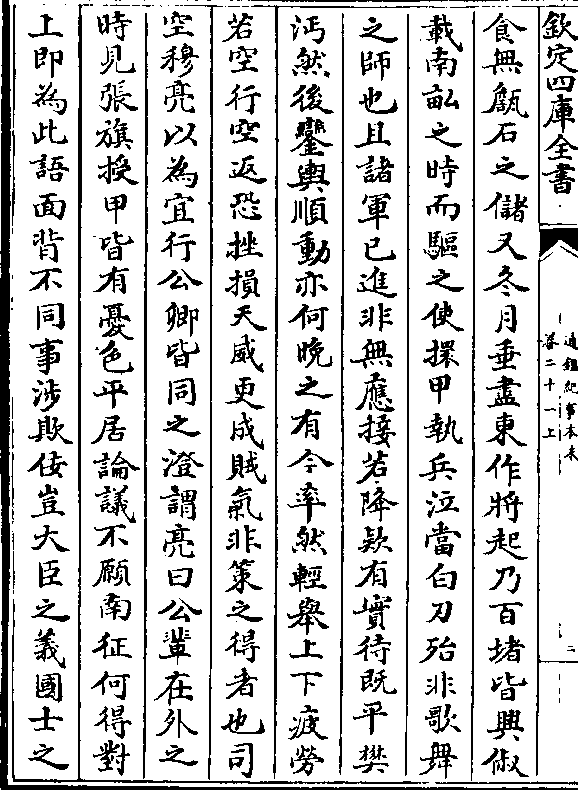 欽定四庫全書
通鑑紀事本末
卷二十一上
二
食無甔石之儲又冬月垂盡東作將起乃百堵皆興俶
載南畝之時而驅之使擐甲執兵泣當白刃殆非歌舞
之師也且諸軍已進非無應接若降欵有實待既平樊
沔然後鑾輿順動亦何晚之有今率然輕舉上下疲勞
若空行空返恐挫損天威更成賊氣非策之得者也司
空穆亮以為宜行公卿皆同之澄謂亮曰公輩在外之
時見張旗授甲皆有憂色平居論議不願南征何得對
上即為此語面背不同事涉欺佞豈大臣之義國士之